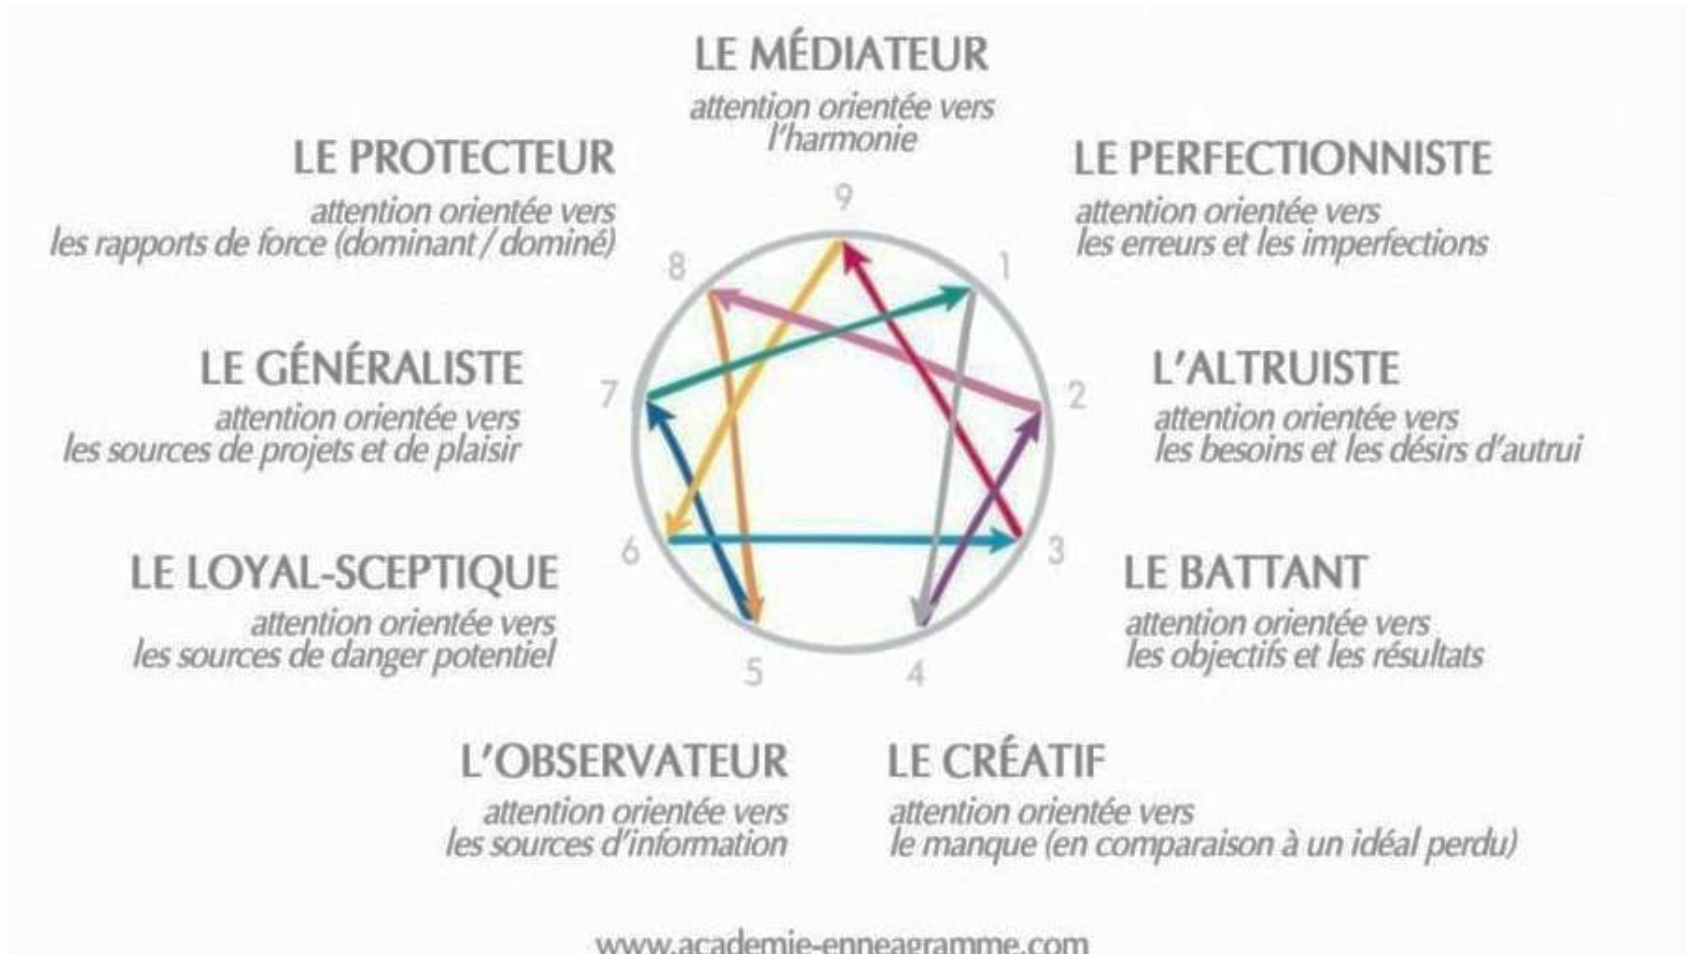 LE MÉDIATEUR
attention orientée vers
l'harmonie
9
LE PROTECTEUR
attention orientée vers
les rapports de force (dominant / dominé)
8
LE PERFECTIONNISTE
attention orientée vers
les erreurs et les imperfections
1
LE GÉNÉRALISTE
attention orientée vers
les sources de projets et de plaisir
7
L'ALTRUISTE
attention orientée vers
les besoins et les désirs d'autrui
2
LE LOYAL-SCEPTIQUE
attention orientée vers
les sources de danger potentiel
6
LE BATTANT
attention orientée vers
les objectifs et les résultats
3
5
4
L'OBSERVATEUR
attention orientée vers
les sources d'information
LE CRÉATIF
attention orientée vers
le manque (en comparaison à un idéal perdu)
www.academie-enneagramme.com